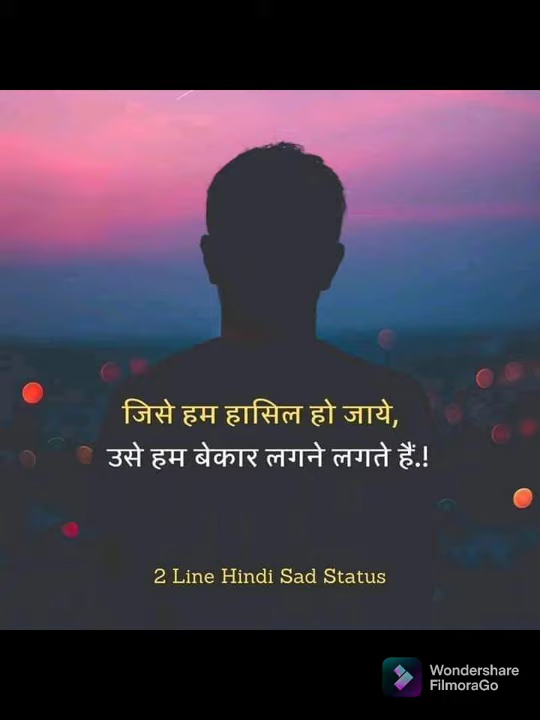 जिसे हम हासिल हो जाये,
उसे हम बेकार लगने लगते हैं.!
2 Line Hindi Sad Status
Wondershare
FilmoraGo